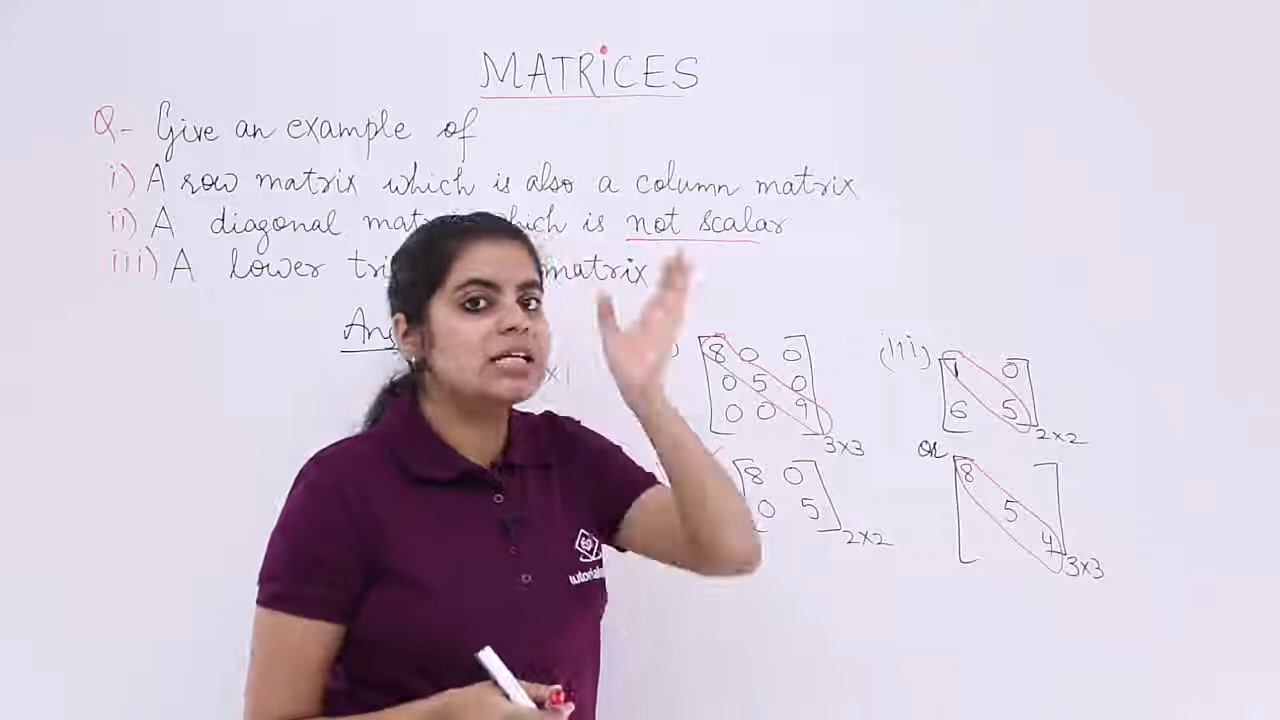 MATRICES
Q- Give an example of
i) A row matrix which is also a column matrix
ii) A diagonal which is not scalar
iii) A lower matrix
Ans
8 0 0
0 5 0
0 0 9
3x3
8 0
0 5
2x2
(iii)
1 0
6 5
2x2
or
8
5
4
3x3